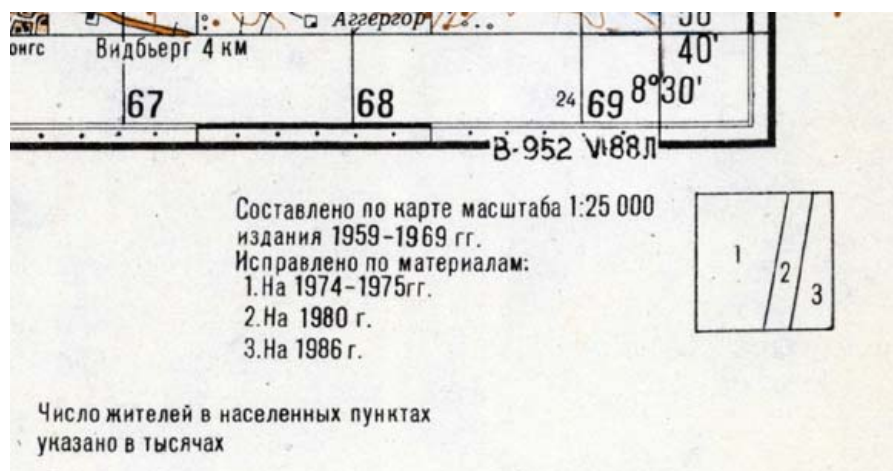 Аггергор
50'
онгс
Видбьерг 4 км
40'
67
68
24 69
8°30'
В-952 VI88Л
Составлено по карте масштаба 1:25 000
издания 1959-1969 гг.
Исправлено по материалам:
1.На 1974-1975гг.
2.На 1980 г.
3.На 1986 г.
1
2
3
Число жителей в населенных пунктах
указано в тысячах